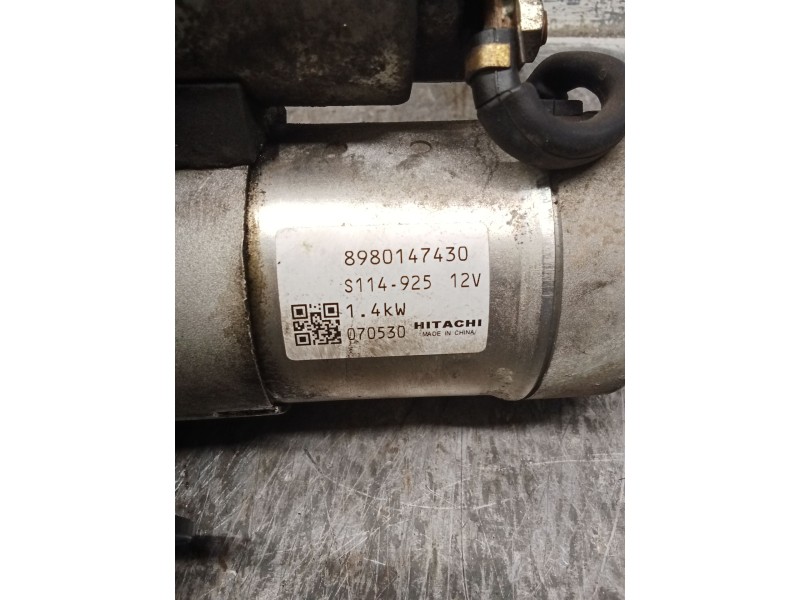 8980147430
S114-925 12V
1.4kW
070530 HITACHI
MADE IN CHINA